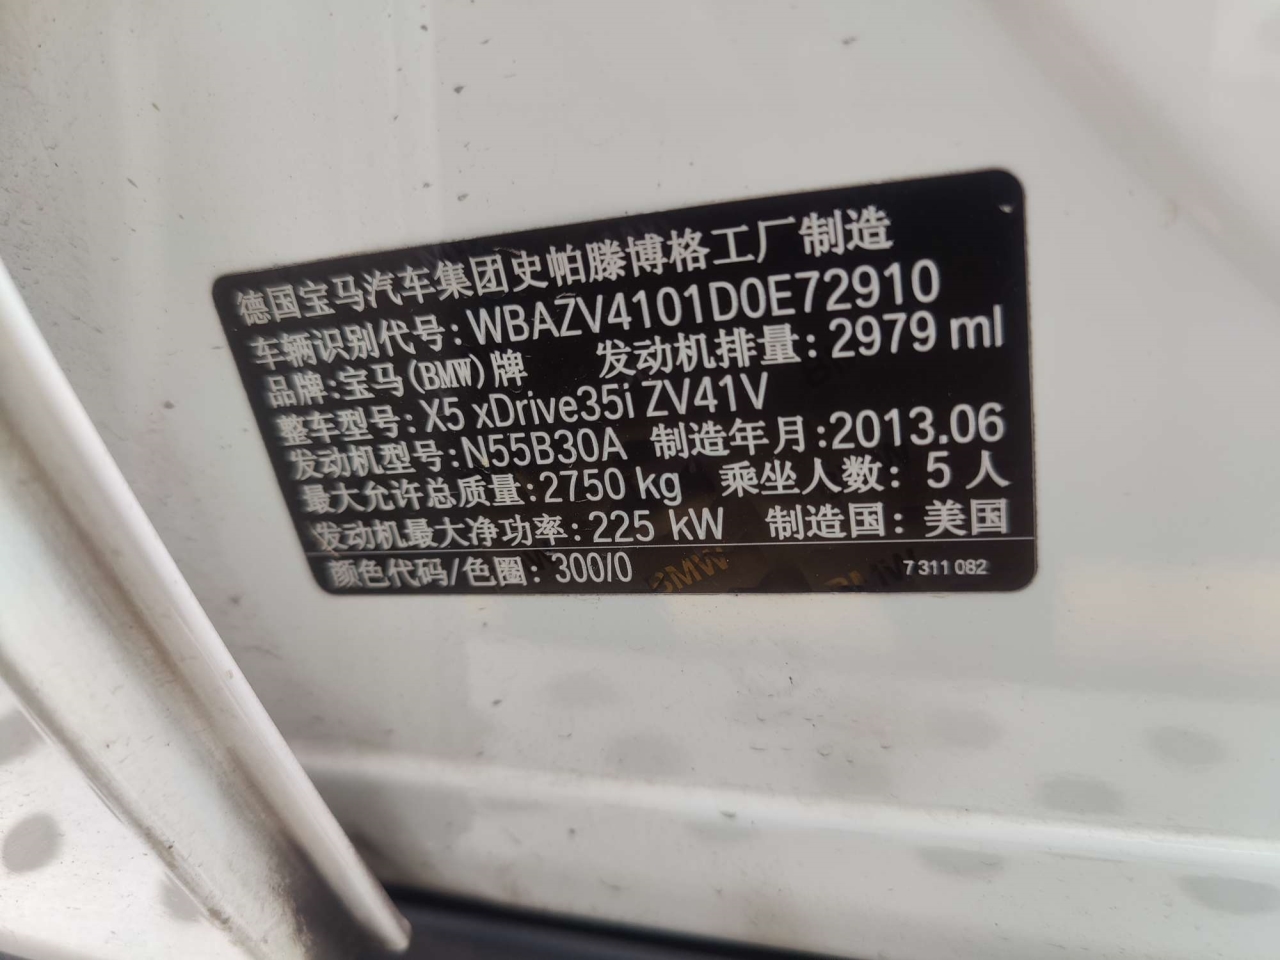 德国宝马汽车集团史帕滕博格工厂制造
车辆识别代号: WBAZV4101D0E72910
品牌:宝马(BMW)牌 发动机排量: 2979 ml
整车型号: X5 xDrive35i ZV41V
发动机型号:N55B30A 制造年月:2013.06
最大允许总质量:2750 kg 乘坐人数: 5 人
发动机最大净功率: 225 kW 制造国: 美国
颜色代码/色圈: 300/0 7 311 082
BMW
BMW